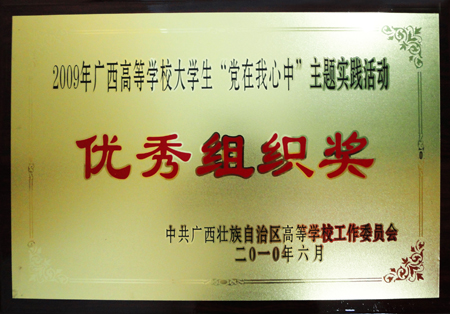 2009年广西高等学校大学生“党在我心中”主题实践活动
优秀组织奖
中共广西壮族自治区高等学校工作委员会
二〇一〇年六月